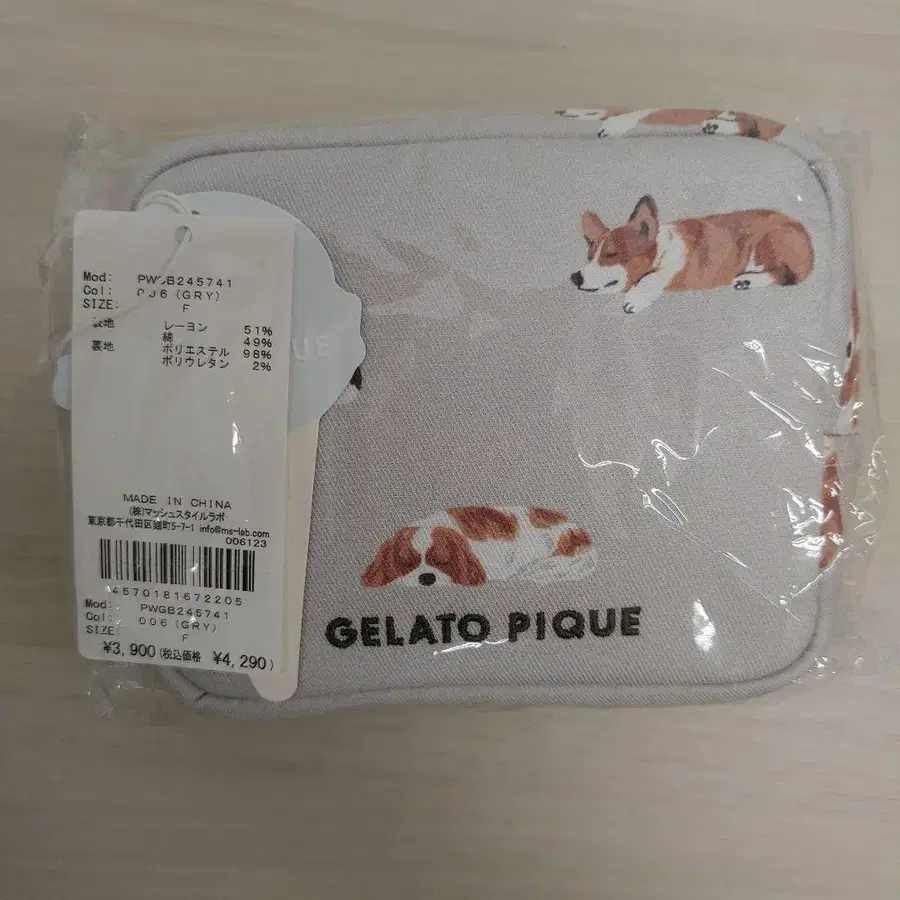 Mod: PWGB245741
Col: 006 (GRY)
SIZE: F
表地 レーヨン 51%
綿 49%
裏地 ポリエステル 98%
ポリウレタン 2%
UE
MADE IN CHINA
(株)マッシュスタイルラボ
東京都千代田区麹町5-7-1 info@ms-lab.com
006123
4570181672205
Mod: PWGB245741
Col: 006 (GRY)
SIZE: F
¥3,900(税込価格 ¥4,290)
GELATO PIQUE